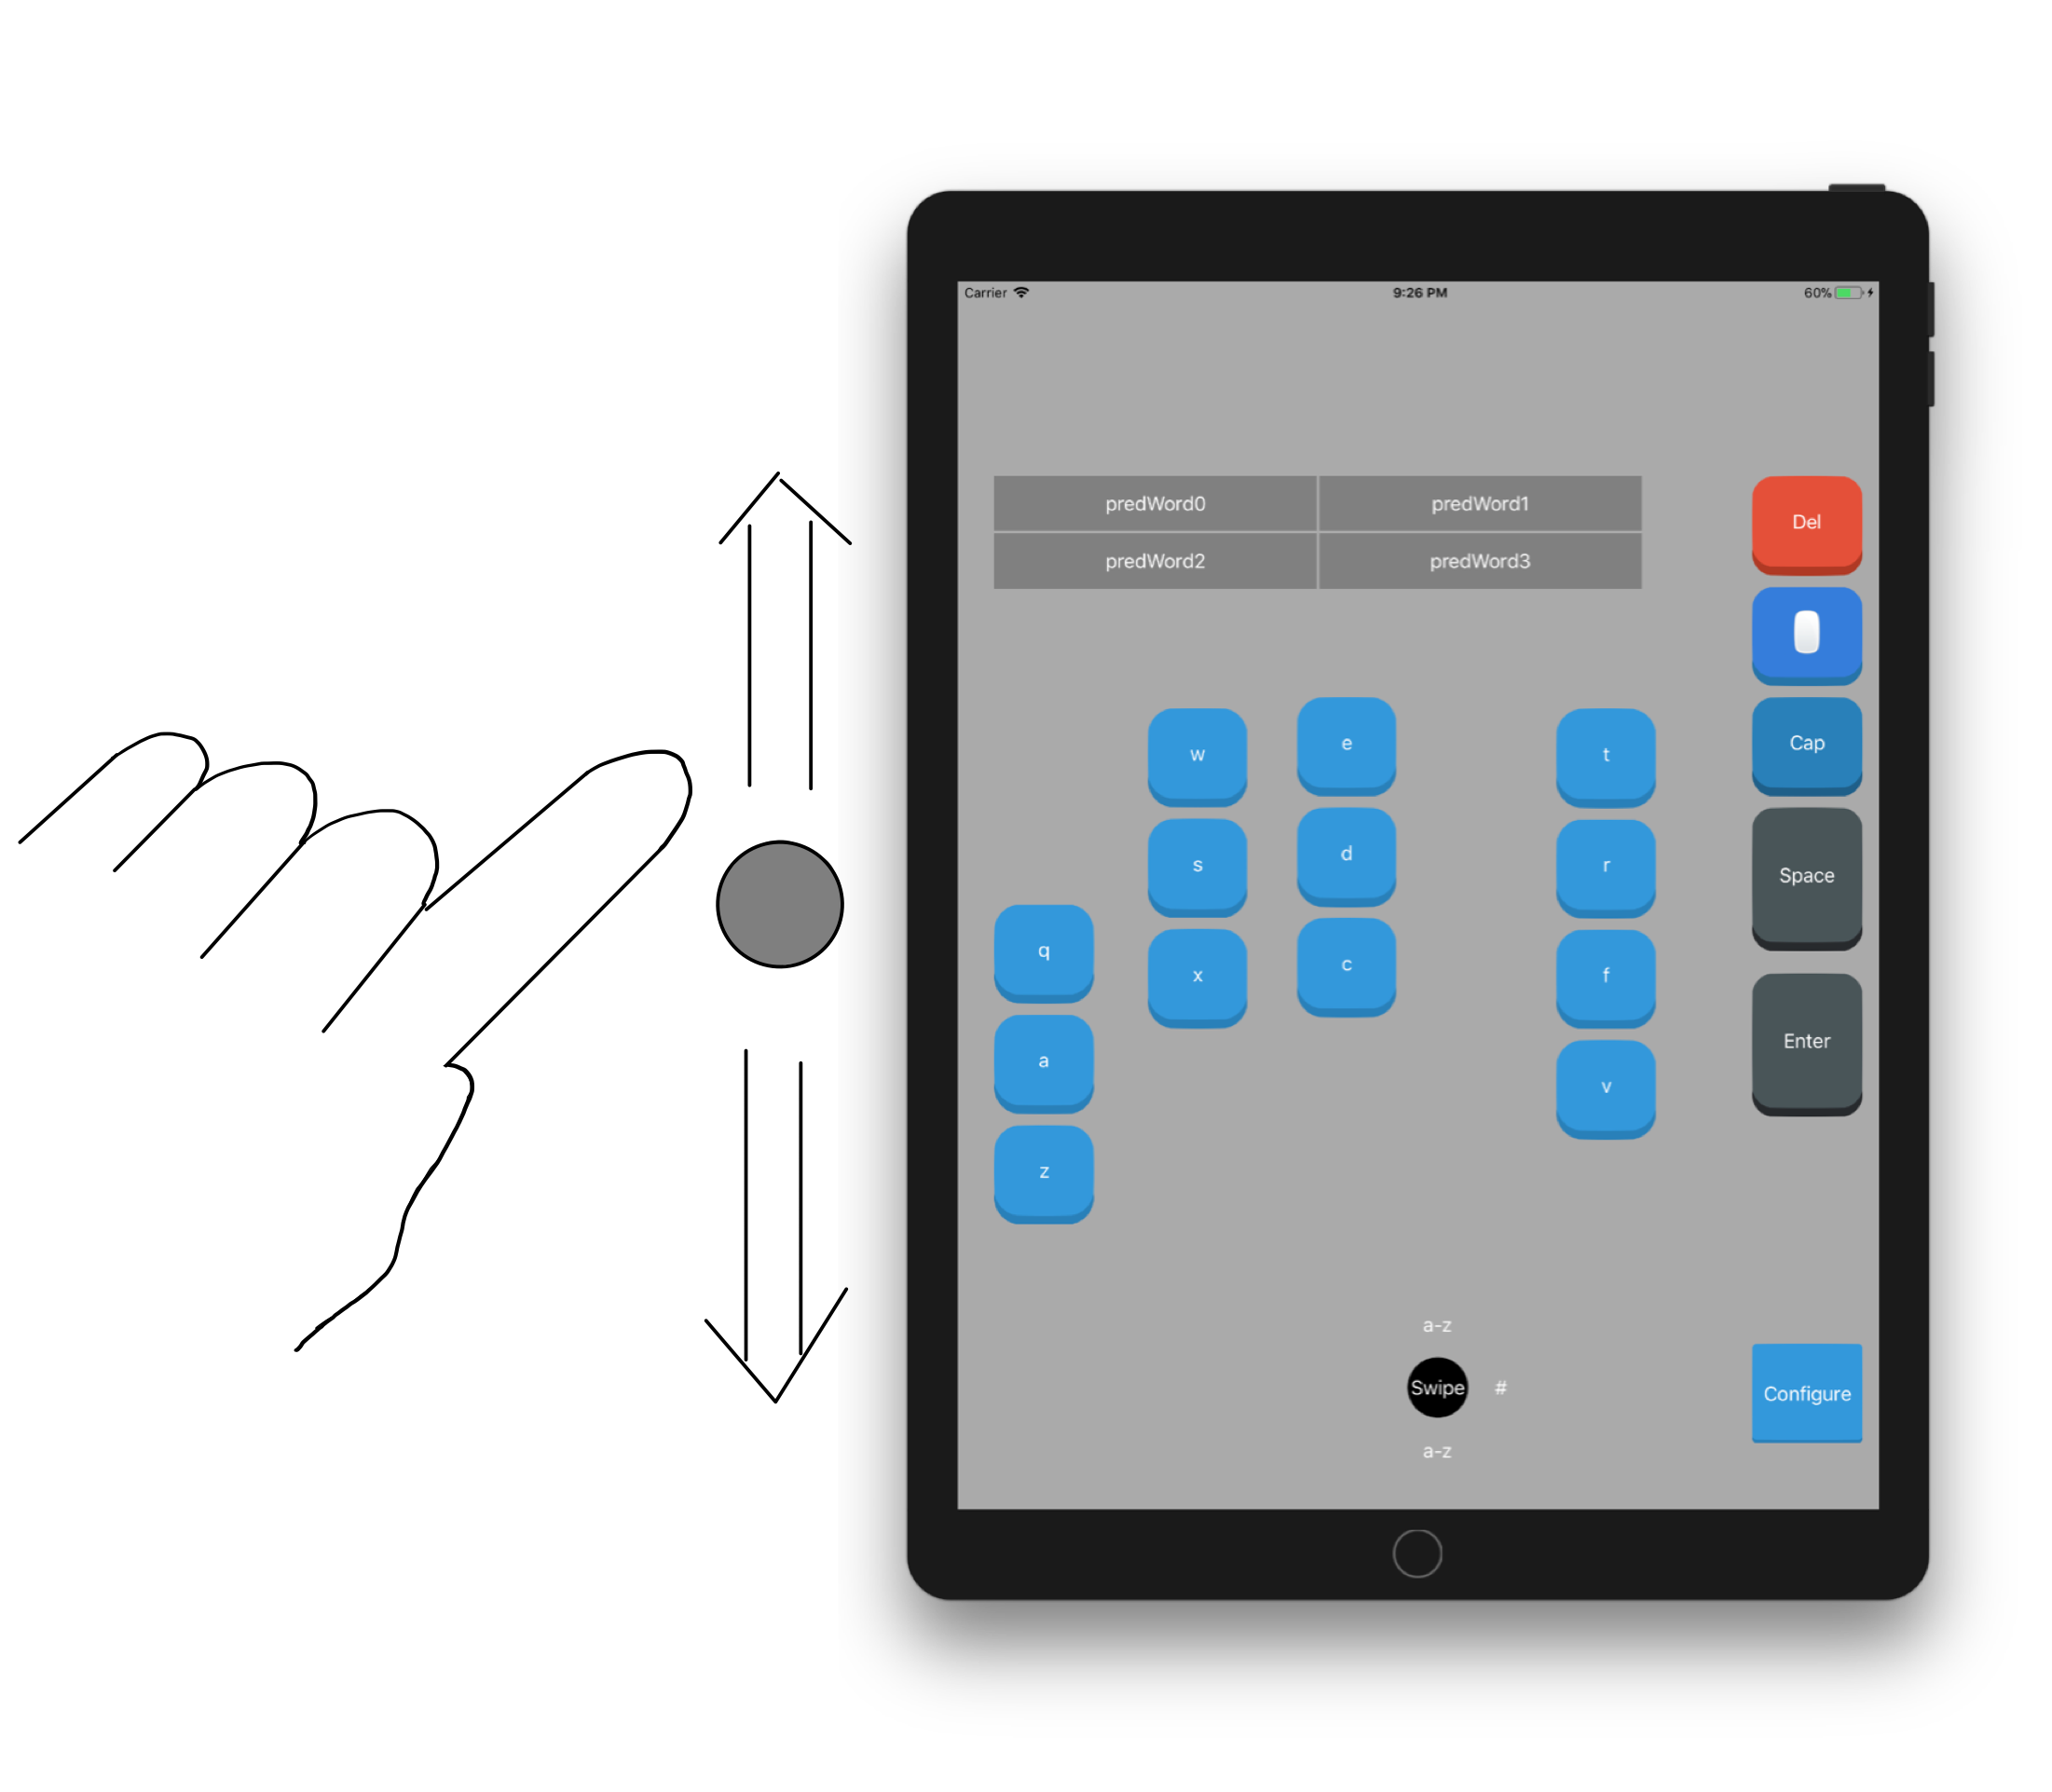 Carrier 9:26 PM 60%
predWord0 predWord1
predWord2 predWord3
Del
Cap
Space
Enter
w e t
s d r
q x c f
a v
z
a-z
Swipe #
a-z
Configure